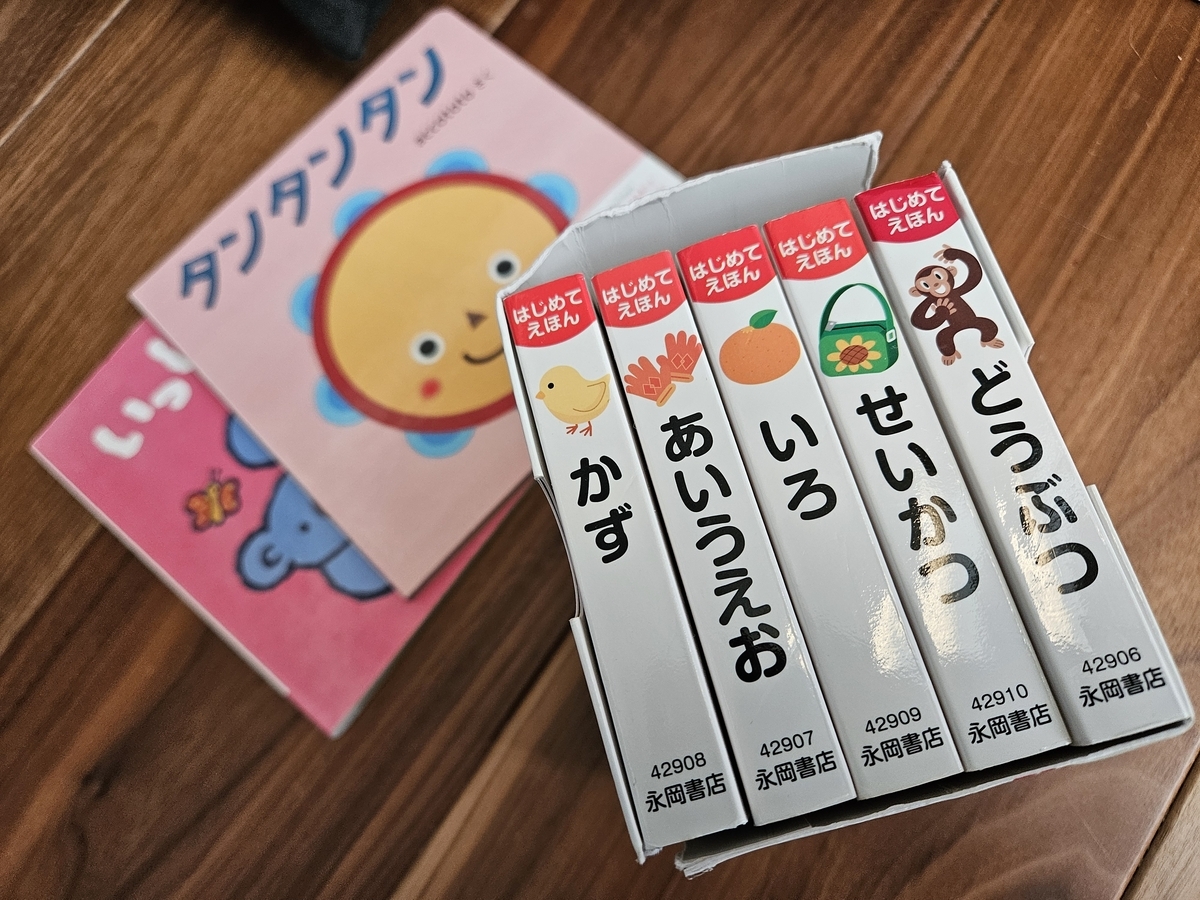 タンタンタン
いっし
はじめて
えほん
かず
42908
永岡書店
はじめて
えほん
あいうえお
42907
永岡書店
はじめて
えほん
いろ
42909
永岡書店
はじめて
えほん
せいかつ
42910
永岡書店
はじめて
えほん
どうぶつ
42906
永岡書店